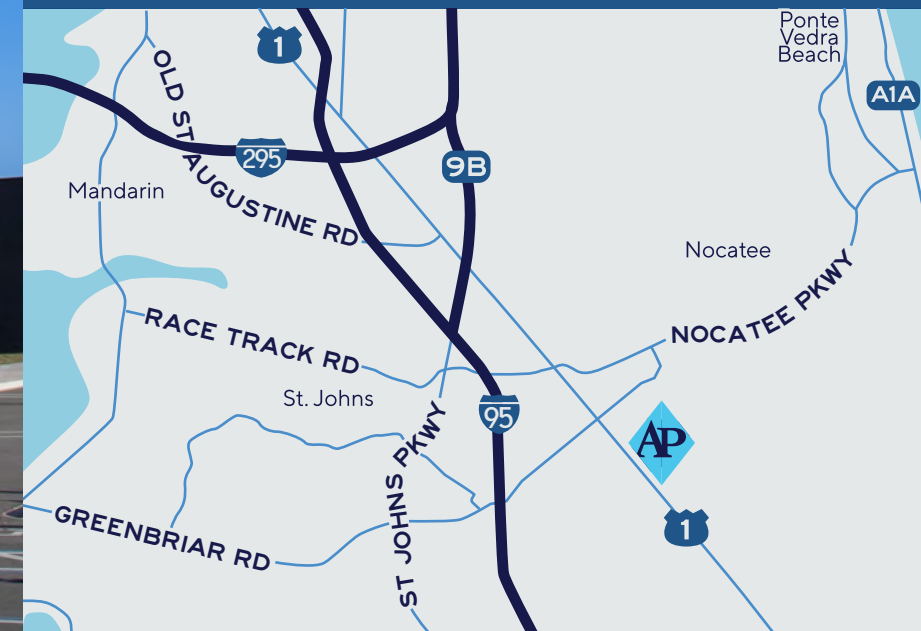 Ponte
Vedra
Beach
1
A1A
OLD ST AUGUSTINE RD
295
9B
Mandarin
Nocatee
NOCATEE PKWY
RACE TRACK RD
St. Johns
95
AP
ST JOHNS PKWY
GREENBRIAR RD
1